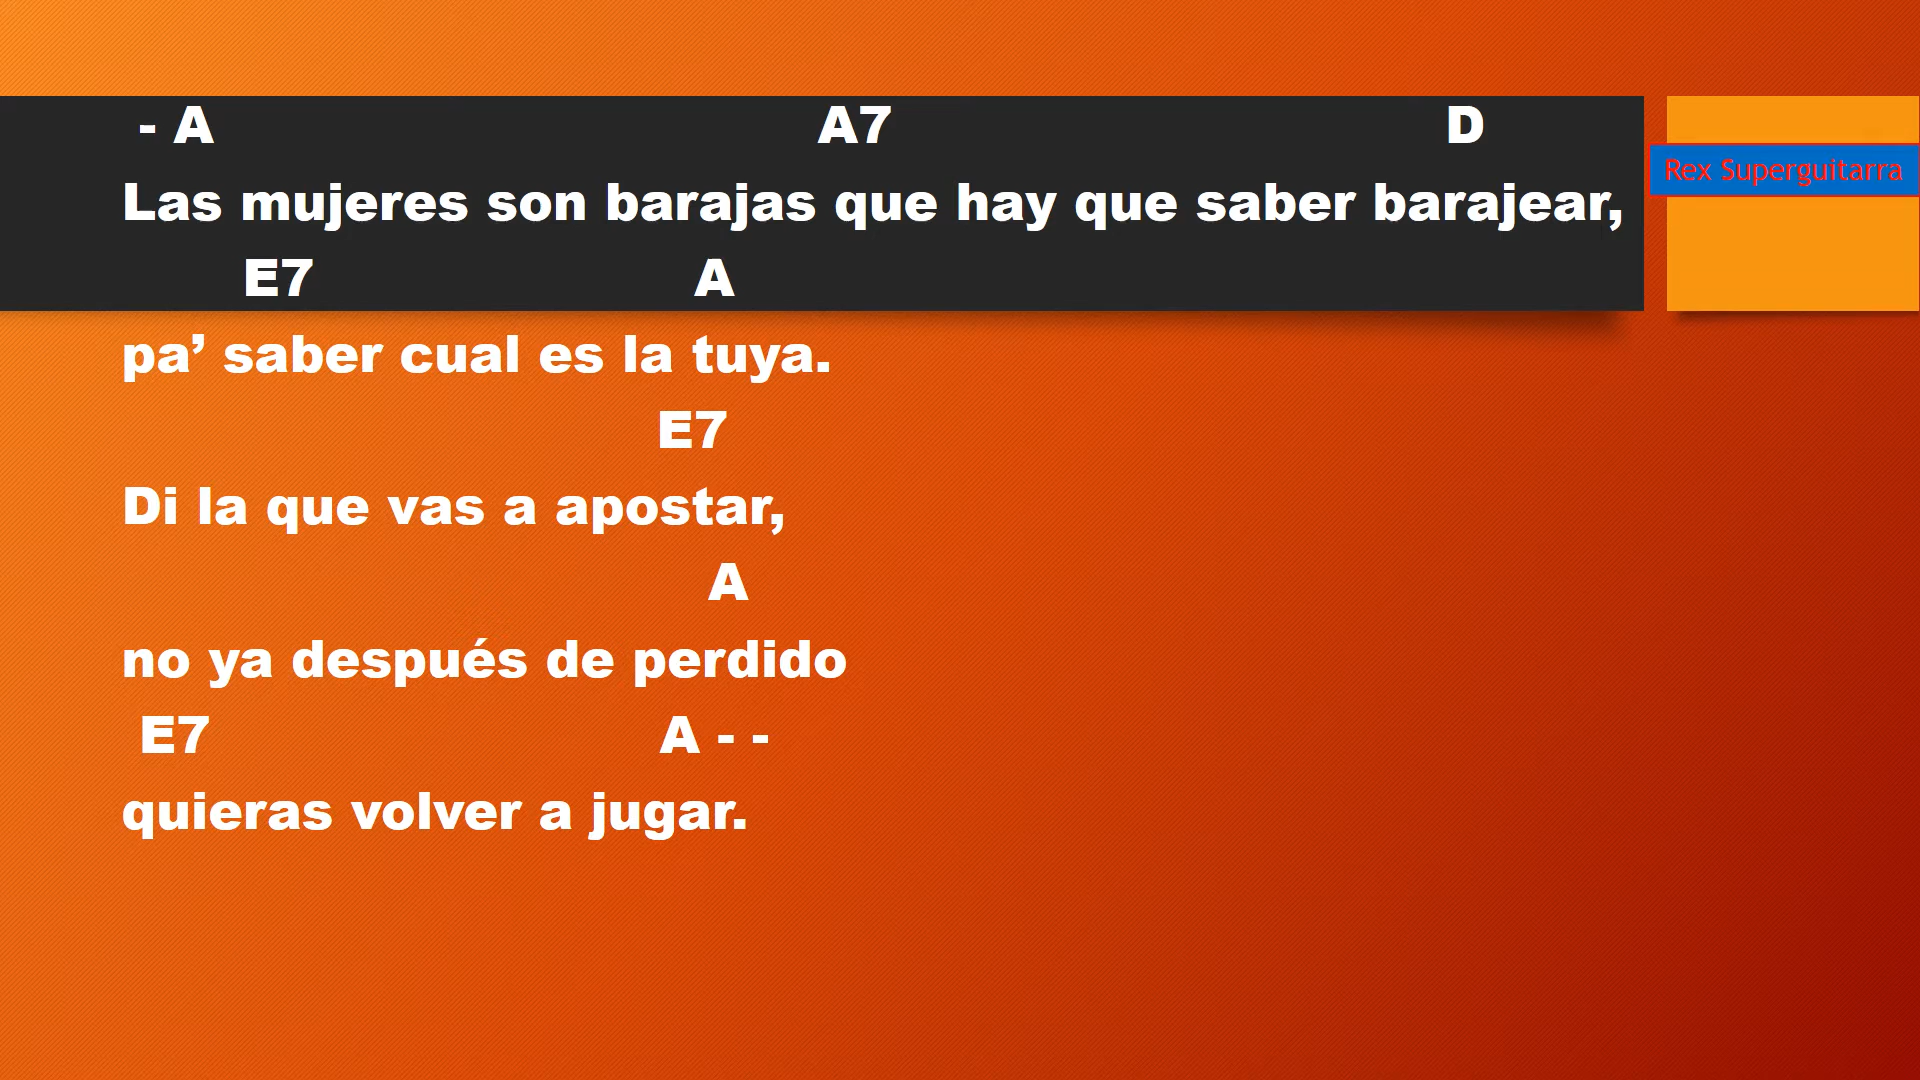 - A A7 D
Rex Superguitarra
Las mujeres son barajas que hay que saber barajear,
E7 A
pa’ saber cual es la tuya.
E7
Di la que vas a apostar,
A
no ya después de perdido
E7 A - -
quieras volver a jugar.